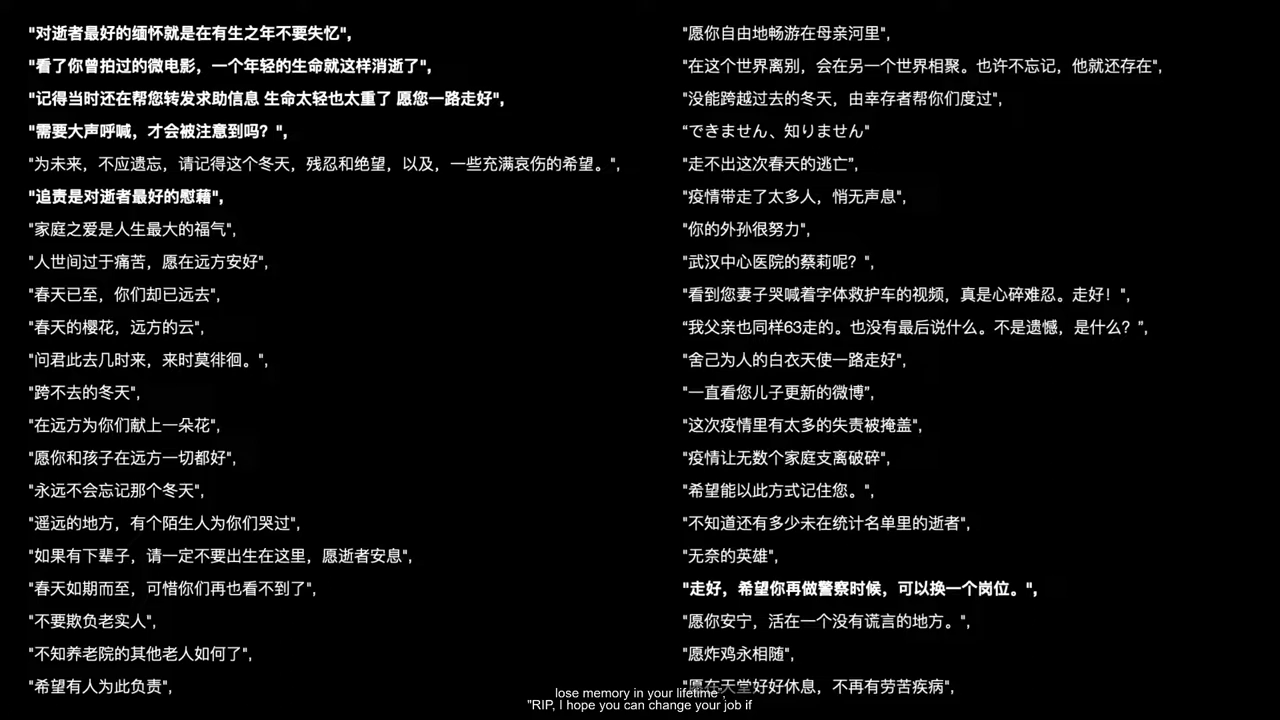 "对逝者最好的缅怀就是在有生之年不要失忆",
"看了你曾拍过的微电影，一个年轻的生命就这样消逝了",
"记得当时还在帮您转发求助信息 生命太轻也太重了 愿您一路走好",
"需要大声呼喊，才会被注意到吗？",
"为未来，不应遗忘，请记得这个冬天，残忍和绝望，以及，一些充满哀伤的希望。",
"追责是对逝者最好的慰藉",
"家庭之爱是人生最大的福气",
"人世间过于痛苦，愿在远方安好",
"春天已至，你们却已远去",
"春天的樱花，远方的云",
"问君此去几时来，来时莫徘徊。",
"跨不去的冬天",
"在远方为你们献上一朵花",
"愿你和孩子在远方一切都好",
"永远不会忘记那个冬天",
"遥远的地方，有个陌生人为你们哭过",
"如果有下辈子，请一定不要出生在这里，愿逝者安息",
"春天如期而至，可惜你们再也看不到了",
"不要欺负老实人",
"不知养老院的其他老人如何了",
"希望有人为此负责",
"愿你自由地畅游在母亲河里",
"在这个世界离别，会在另一个世界相聚。也许不忘记，他就还存在",
"没能跨越过去的冬天，由幸存者帮你们度过",
"できません、知りません"
"走不出这次春天的逃亡",
"疫情带走了太多人，悄无声息",
"你的外孙很努力",
"武汉中心医院的蔡莉呢？",
"看到您妻子哭喊着字体救护车的视频，真是心碎难忍。走好！",
"我父亲也同样63走的。也没有最后说什么。不是遗憾，是什么？",
"舍己为人的白衣天使一路走好",
"一直看您儿子更新的微博",
"这次疫情里有太多的失责被掩盖",
"疫情让无数个家庭支离破碎",
"希望能以此方式记住您。",
"不知道还有多少未在统计名单里的逝者",
"无奈的英雄",
"走好，希望你再做警察时候，可以换一个岗位。",
"愿你安宁，活在一个没有谎言的地方。",
"愿炸鸡永相随",
"愿在天堂好好休息，不再有劳苦疾病",
lose memory in your lifetime",
"RIP, I hope you can change your job if